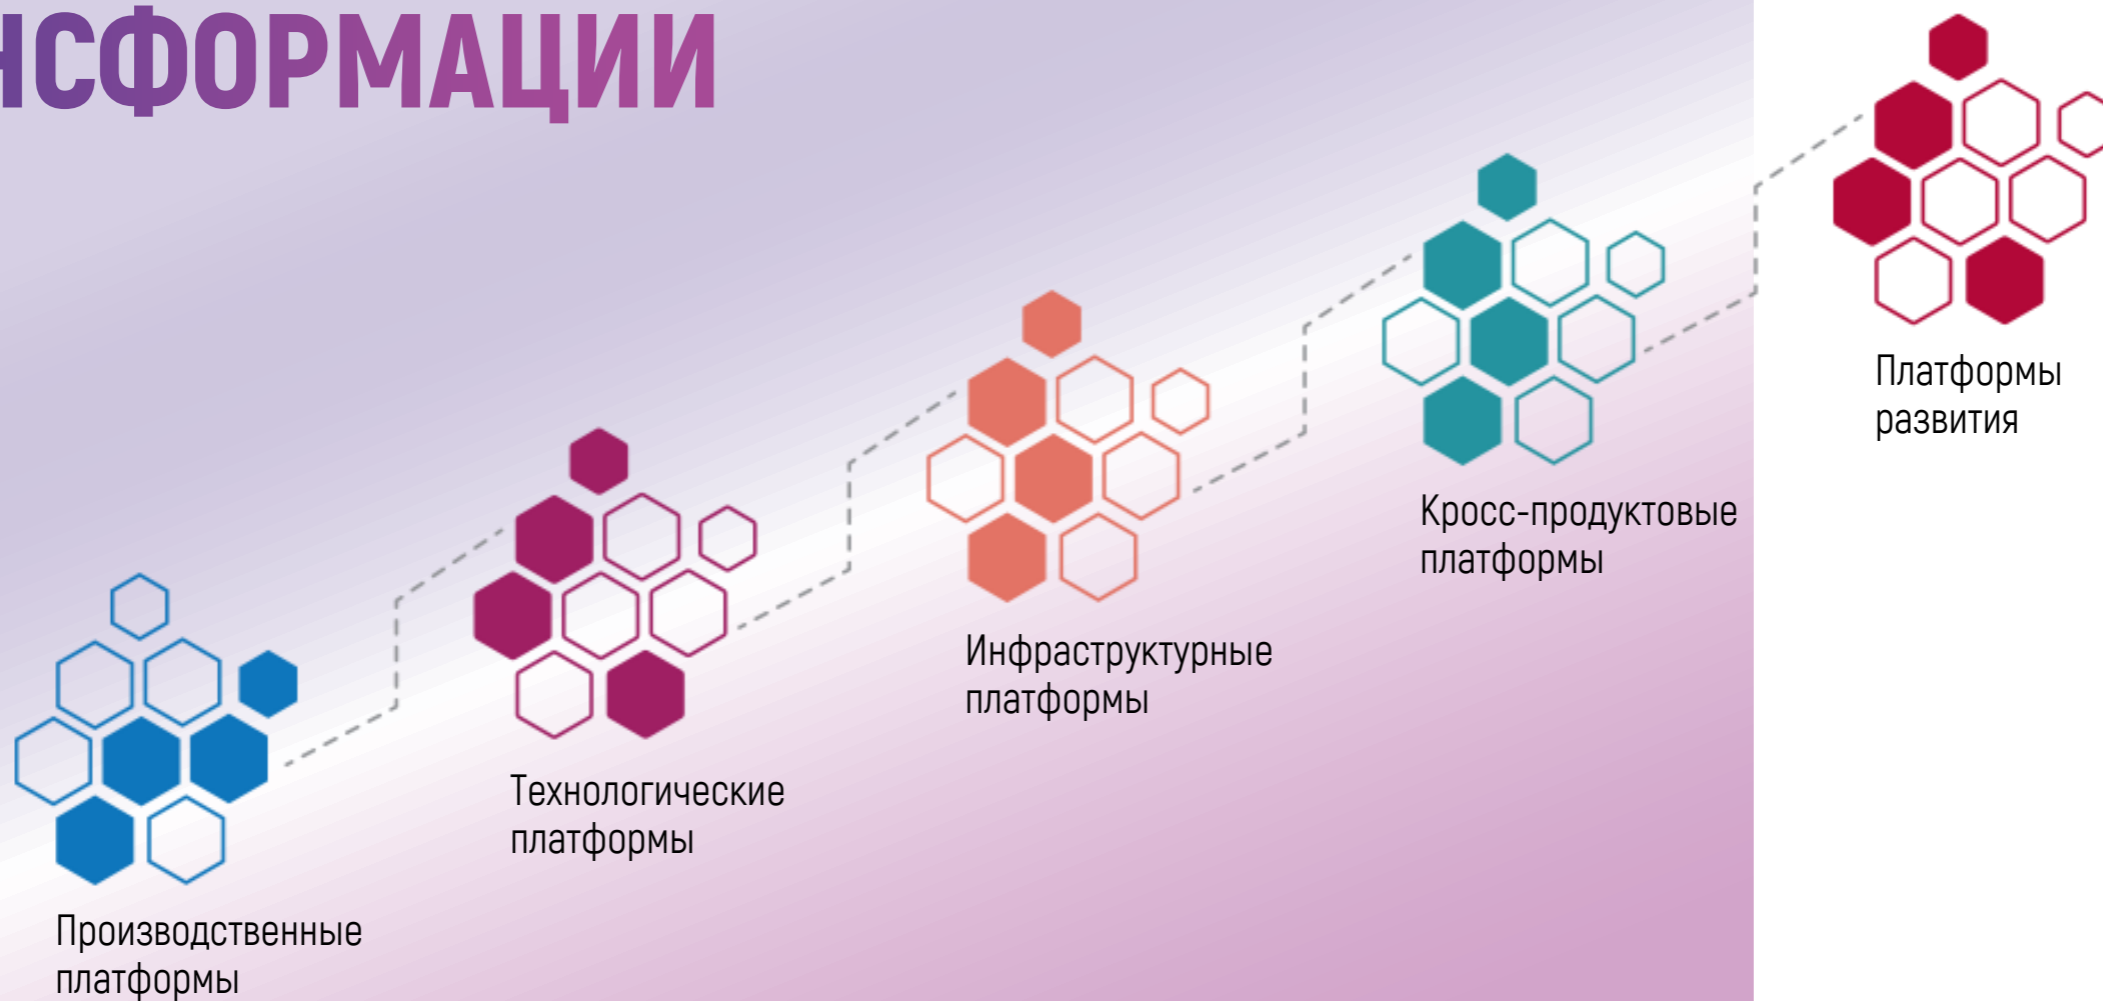 НСФОРМАЦИИ
Платформы
развития
Кросс-продуктовые
платформы
Инфраструктурные
платформы
Технологические
платформы
Производственные
платформы